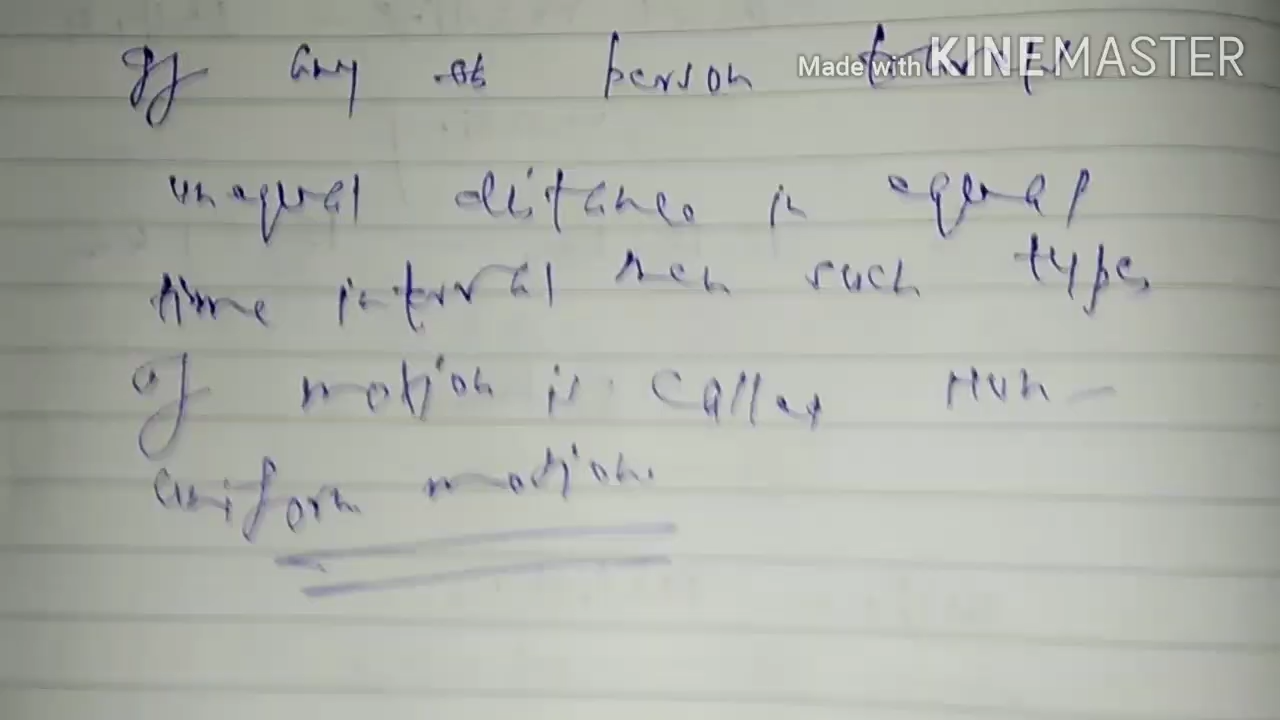 If any person travels
Made with KINEMASTER
unequal distance in equal
time interval then such type
of motion is called non-
uniform motion.